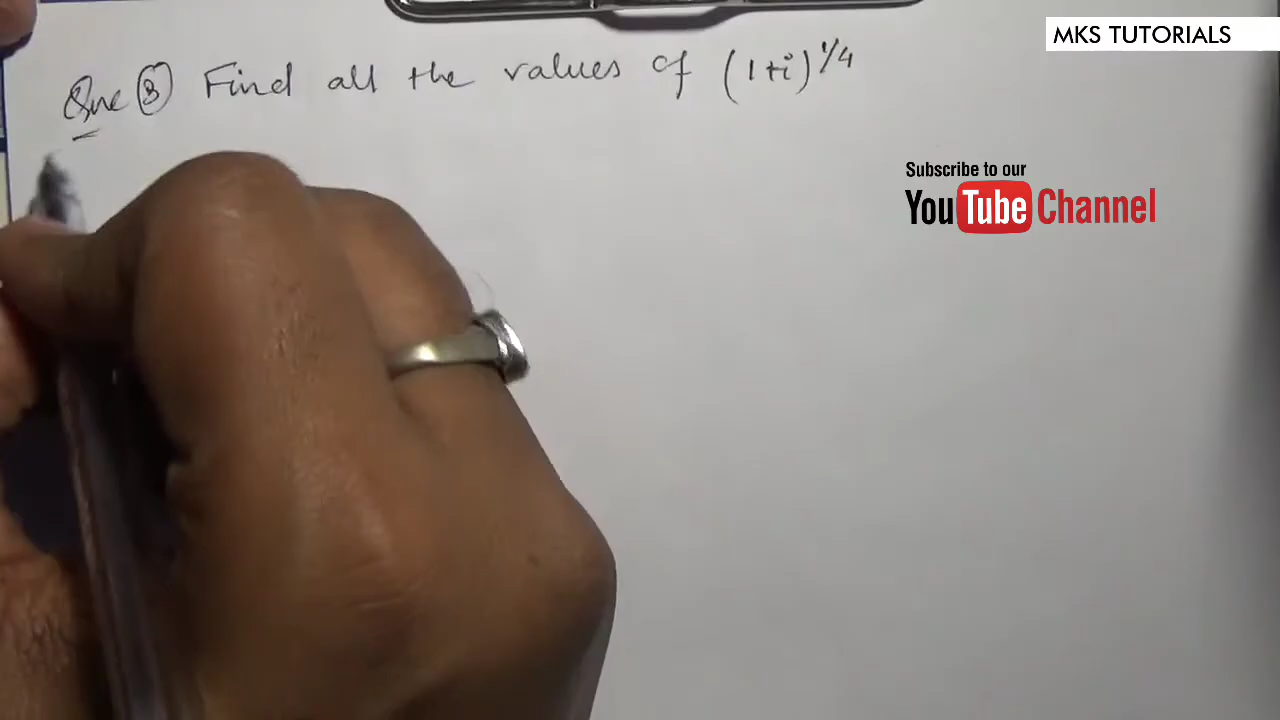 MKS TUTORIALS
Que ③ Find all the values of (1+i)^1/4
Subscribe to our
YouTube Channel